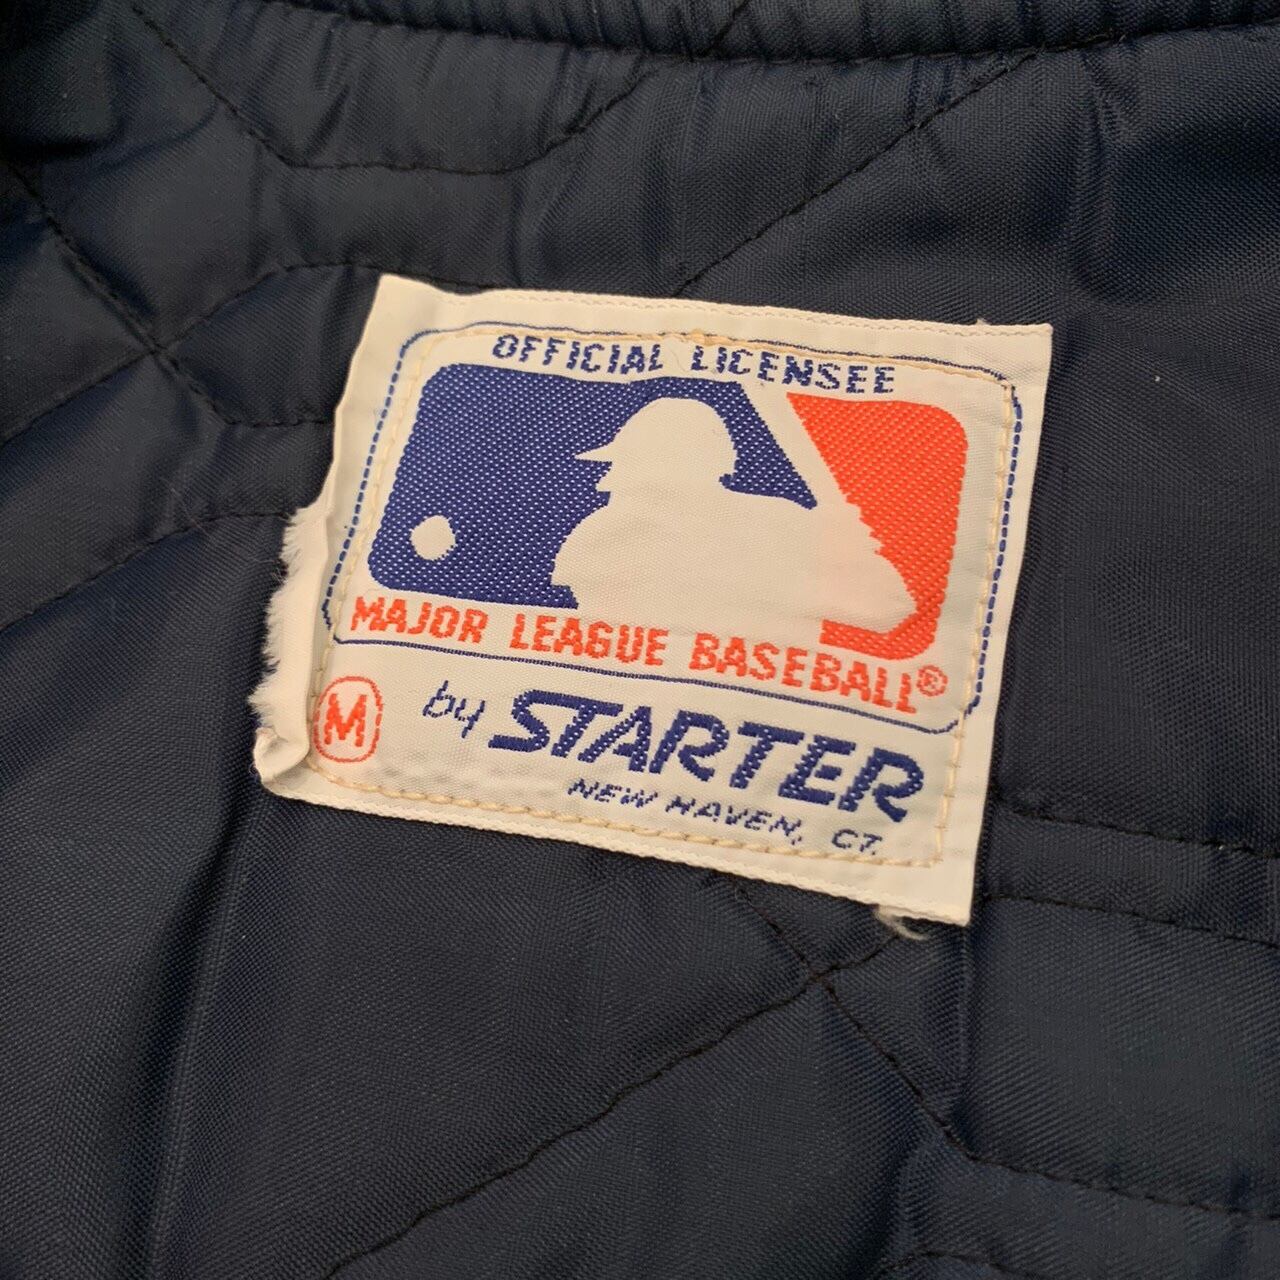 OFFICIAL LICENSEE
MAJOR LEAGUE BASEBALL®
M by STARTER
NEW HAVEN, CT.